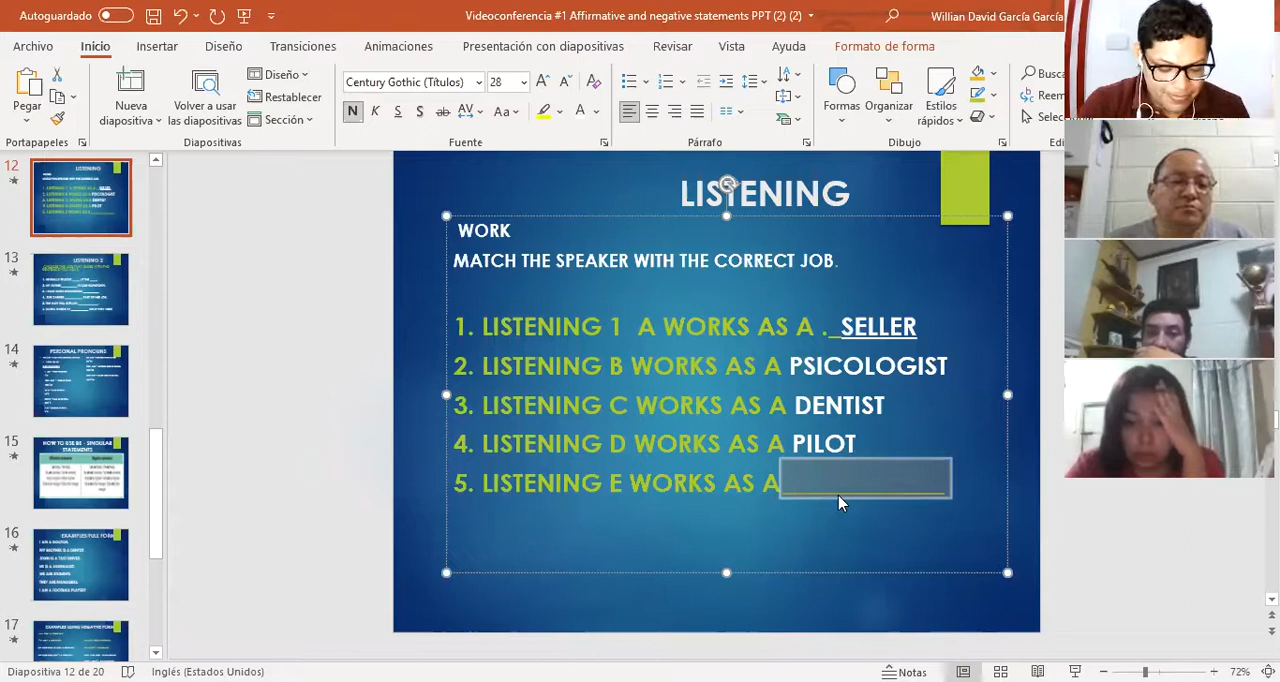 Autoguardado
Videoconferencia #1 Affirmative and negative statements PPT (2) (2)
Willian David García García
Archivo Inicio Insertar Diseño Transiciones Animaciones Presentación con diapositivas Revisar Vista Ayuda Formato de forma
Pegar
Nueva diapositiva
Volver a usar las diapositivas
Diseño
Restablecer
Sección
Century Gothic (Títulos) 28
Formas
Organizar
Estilos rápidos
Portapapeles Diapositivas Fuente Párrafo Dibujo
12
13
14
15
16
17
LISTENING
WORK
MATCH THE SPEAKER WITH THE CORRECT JOB.
1. LISTENING 1 A WORKS AS A ._SELLER
2. LISTENING B WORKS AS A PSICOLOGIST
3. LISTENING C WORKS AS A DENTIST
4. LISTENING D WORKS AS A PILOT
5. LISTENING E WORKS AS A______________
Diapositiva 12 de 20 Inglés (Estados Unidos) Notas 72%